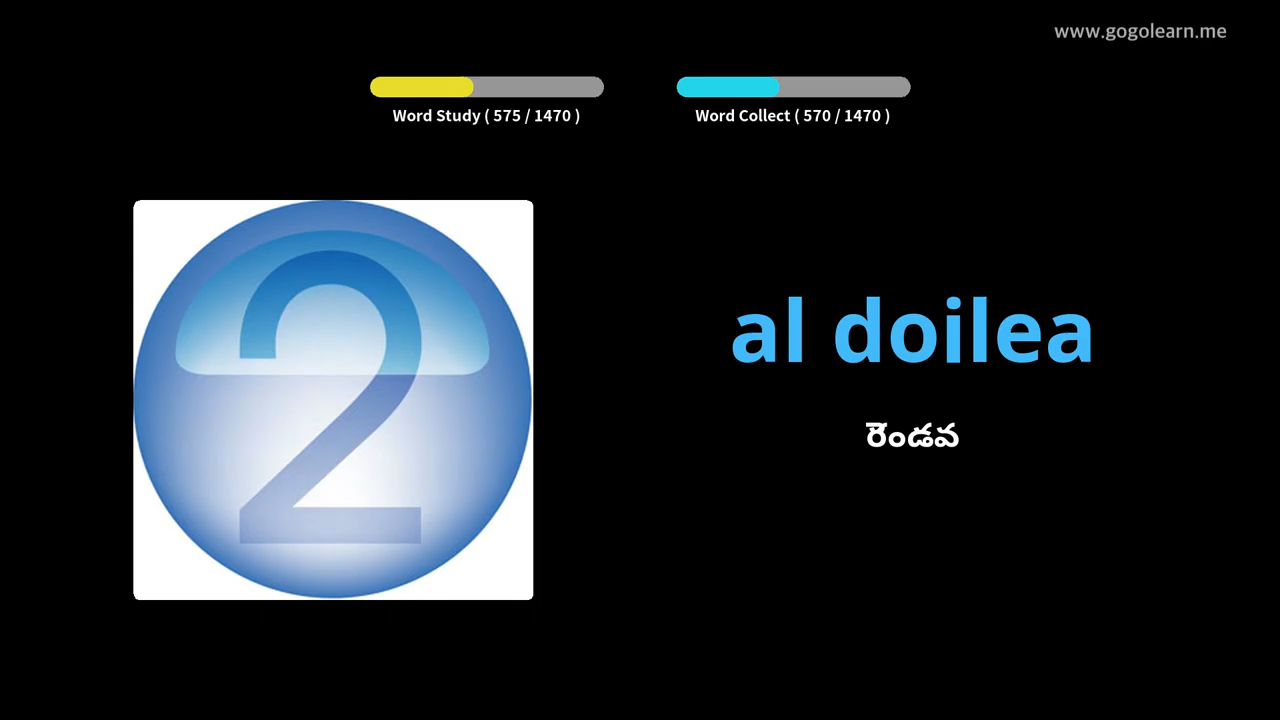 www.gogolearn.me
Word Study ( 575 / 1470 )
Word Collect ( 570 / 1470 )
2
al doilea
రెండవ